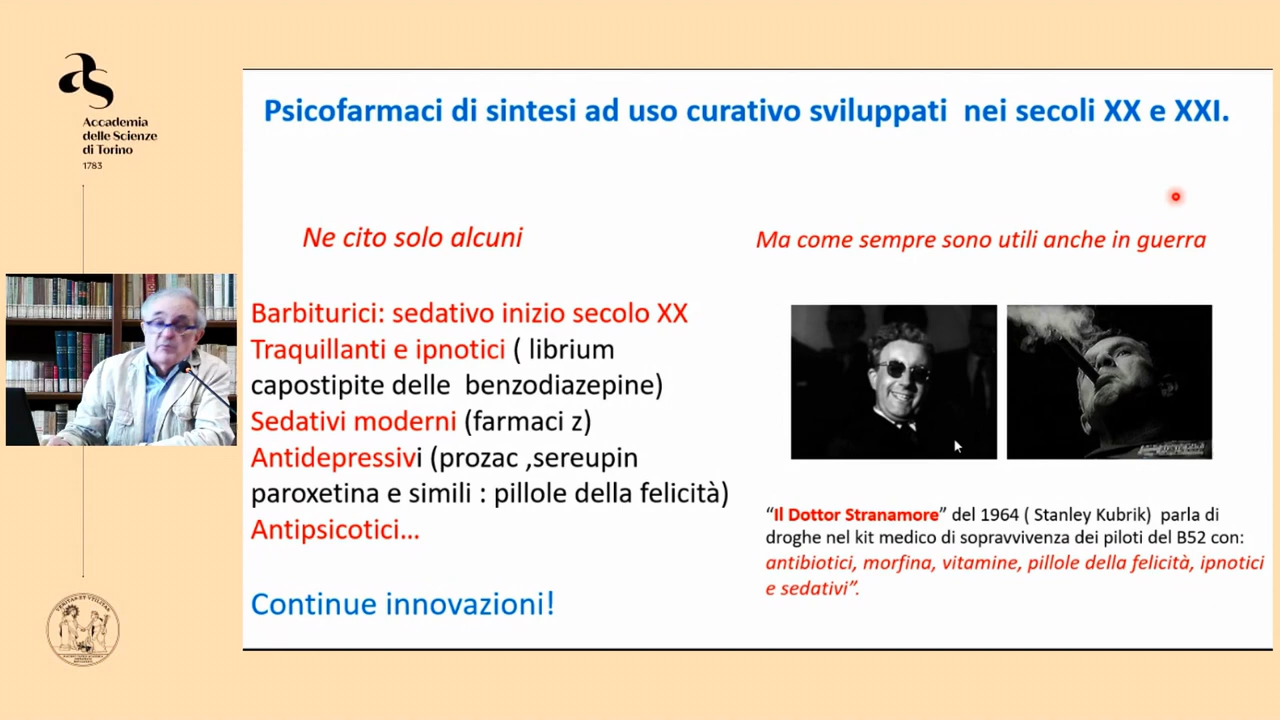 Accademia
delle Scienze
di Torino
1783
Psicofarmaci di sintesi ad uso curativo sviluppati nei secoli XX e XXI.
Ne cito solo alcuni
Barbiturici: sedativo inizio secolo XX
Traquillanti e ipnotici ( librium
capostipite delle benzodiazepine)
Sedativi moderni (farmaci z)
Antidepressivi (prozac ,sereupin
paroxetina e simili : pillole della felicità)
Antipsicotici...
Continue innovazioni!
Ma come sempre sono utili anche in guerra
“Il Dottor Stranamore” del 1964 ( Stanley Kubrik) parla di
droghe nel kit medico di sopravvivenza dei piloti del B52 con:
antibiotici, morfina, vitamine, pillole della felicità, ipnotici
e sedativi”.